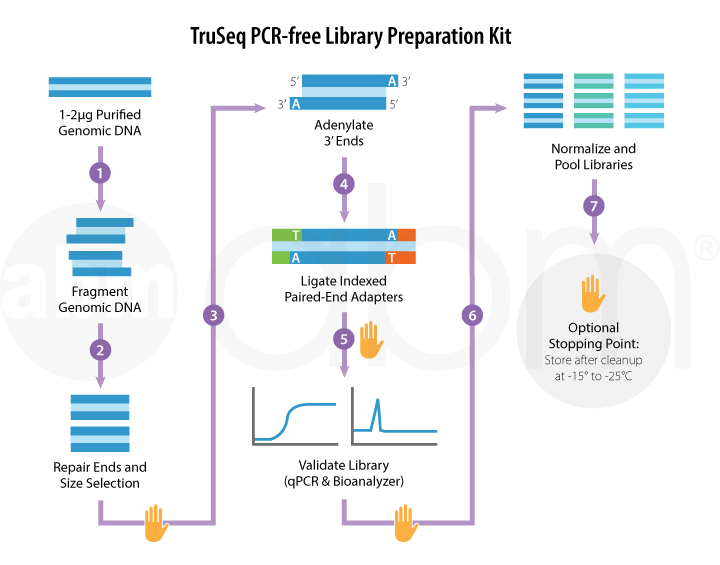 TruSeq PCR-free Library Preparation Kit
1-2µg Purified
Genomic DNA
1
Fragment
Genomic DNA
2
Repair Ends and
Size Selection
3
5’ A 3’
3’ A 5’
Adenylate
3’ Ends
4
T A
A T
Ligate Indexed
Paired-End Adapters
5
Validate Library
(qPCR & Bioanalyzer)
6
Normalize and
Pool Libraries
7
Optional
Stopping Point:
Store after cleanup
at -15° to -25°C
abm
abm®